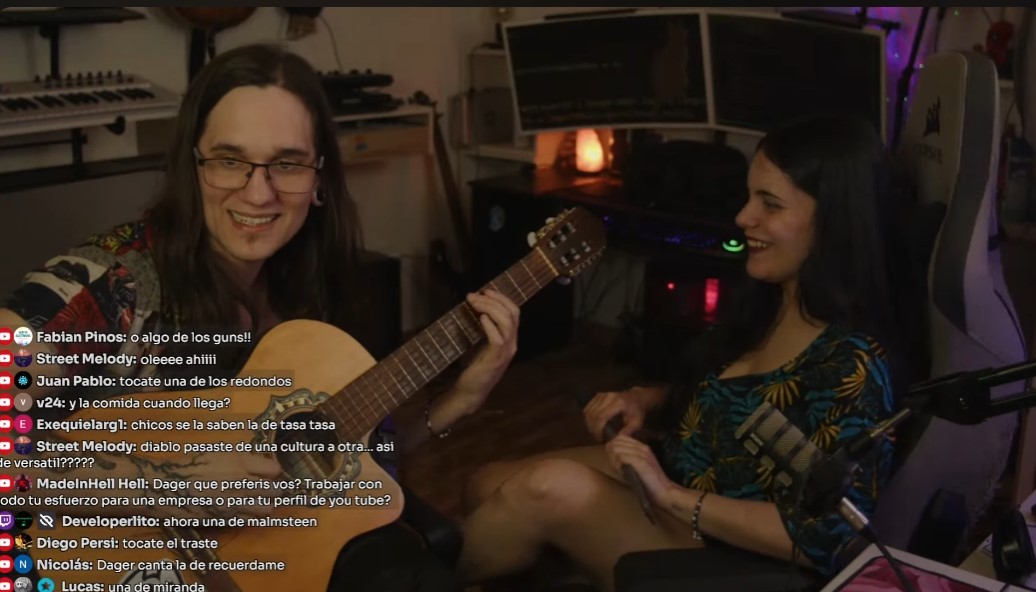 Fabian Pinos: o algo de los guns!!
Street Melody: oleeee ahiiii
Juan Pablo: tocate una de los redondos
v24: y la comida cuando llega?
Exequielarg1: chicos se la saben la de tasa tasa
Street Melody: diablo pasaste de una cultura a otra... asi
de versatil?????
MadeInHell Hell: Dager que preferis vos? Trabajar con
odo tu esfuerzo para una empresa o para tu perfil de you tube?
Developerlito: ahora una de malmsteen
Diego Persi: tocate el traste
Nicolás: Dager canta la de recuerdame
Lucas: una de miranda